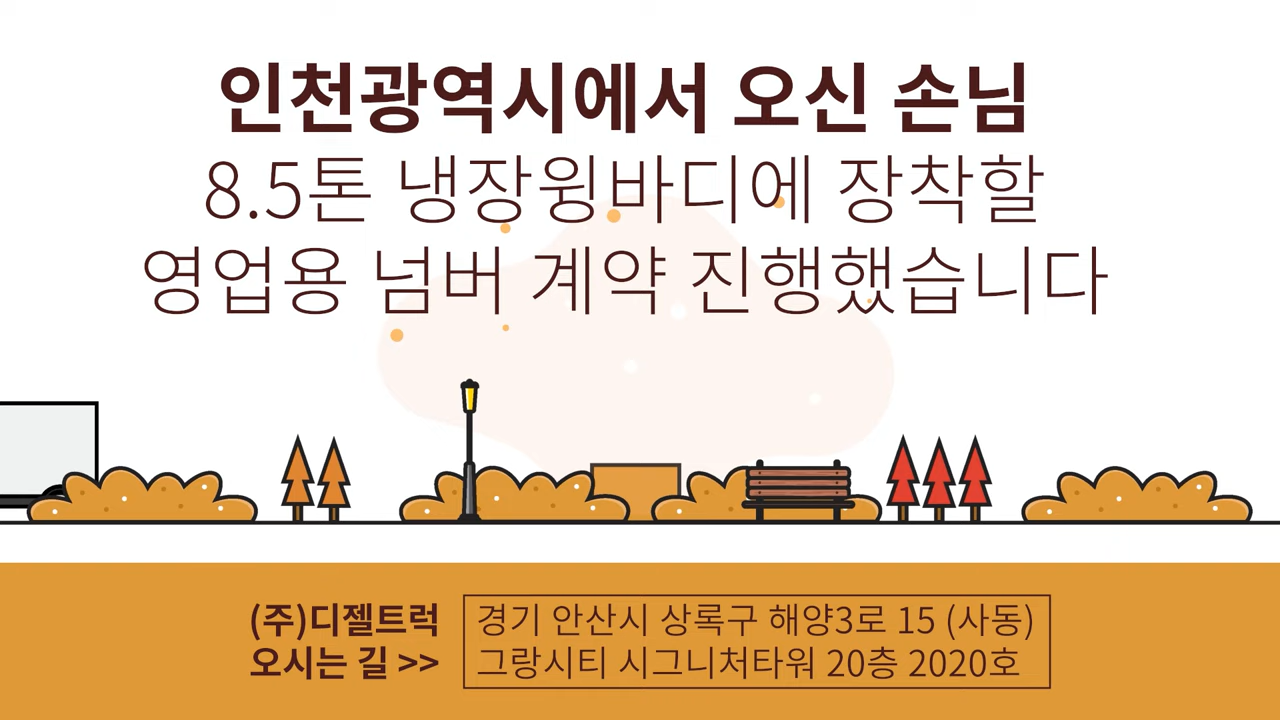 인천광역시에서 오신 손님
8.5톤 냉장윙바디에 장착할
영업용 넘버 계약 진행했습니다
(주)디젤트럭
오시는 길 >>
경기 안산시 상록구 해양3로 15 (사동)
그랑시티 시그니처타워 20층 2020호